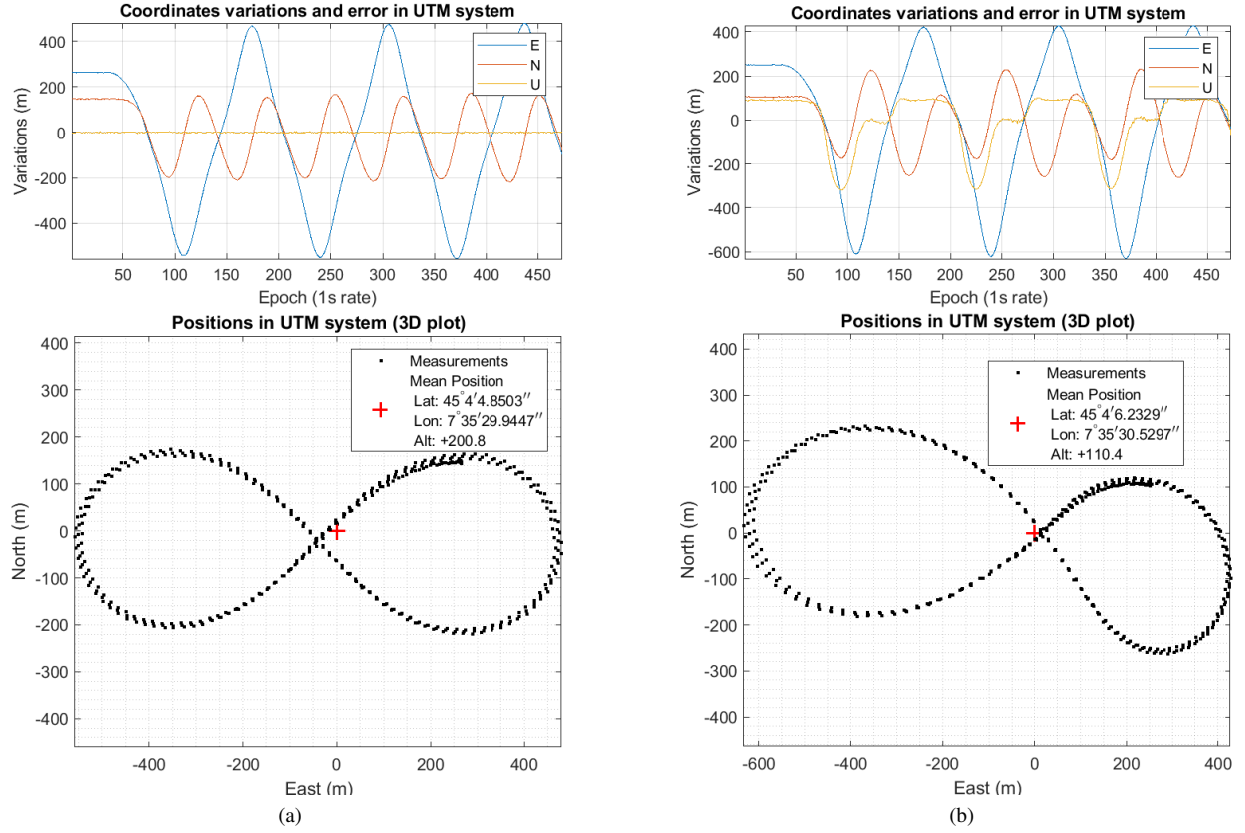 Coordinates variations and error in UTM system
400
200
0
-200
-400
Variations (m)
E
N
U
50 100 150 200 250 300 350 400 450
Epoch (1s rate)
Positions in UTM system (3D plot)
400
300
200
100
0
-100
-200
-300
-400
North (m)
Measurements
Mean Position
Lat: 45°4′4.8503″
Lon: 7°35′29.9447″
Alt: +200.8
-400 -200 0 200 400
East (m)
(a)
Coordinates variations and error in UTM system
400
200
0
-200
-400
-600
Variations (m)
E
N
U
50 100 150 200 250 300 350 400 450
Epoch (1s rate)
Positions in UTM system (3D plot)
400
300
200
100
0
-100
-200
-300
-400
North (m)
Measurements
Mean Position
Lat: 45°4′6.2329″
Lon: 7°35′30.5297″
Alt: +110.4
-600 -400 -200 0 200 400
East (m)
(b)